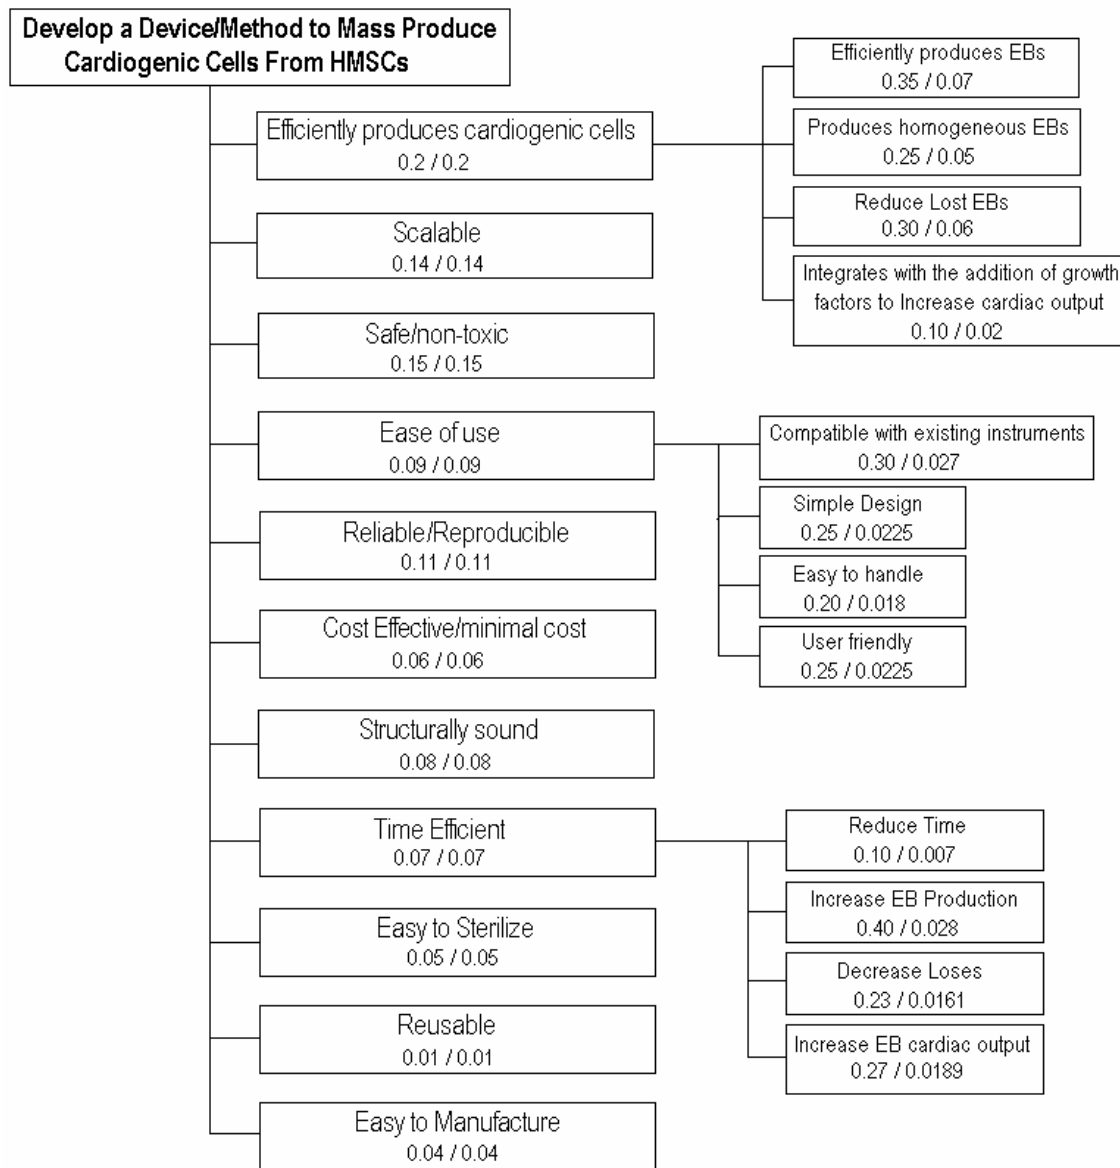 Develop a Device/Method to Mass Produce
Cardiogenic Cells From HMSCs
Efficiently produces cardiogenic cells
0.2 / 0.2
Efficiently produces EBs
0.35 / 0.07
Produces homogeneous EBs
0.25 / 0.05
Reduce Lost EBs
0.30 / 0.06
Integrates with the addition of growth
factors to Increase cardiac output
0.10 / 0.02
Scalable
0.14 / 0.14
Safe/non-toxic
0.15 / 0.15
Ease of use
0.09 / 0.09
Compatible with existing instruments
0.30 / 0.027
Simple Design
0.25 / 0.0225
Easy to handle
0.20 / 0.018
User friendly
0.25 / 0.0225
Reliable/Reproducible
0.11 / 0.11
Cost Effective/minimal cost
0.06 / 0.06
Structurally sound
0.08 / 0.08
Time Efficient
0.07 / 0.07
Reduce Time
0.10 / 0.007
Increase EB Production
0.40 / 0.028
Decrease Loses
0.23 / 0.0161
Increase EB cardiac output
0.27 / 0.0189
Easy to Sterilize
0.05 / 0.05
Reusable
0.01 / 0.01
Easy to Manufacture
0.04 / 0.04